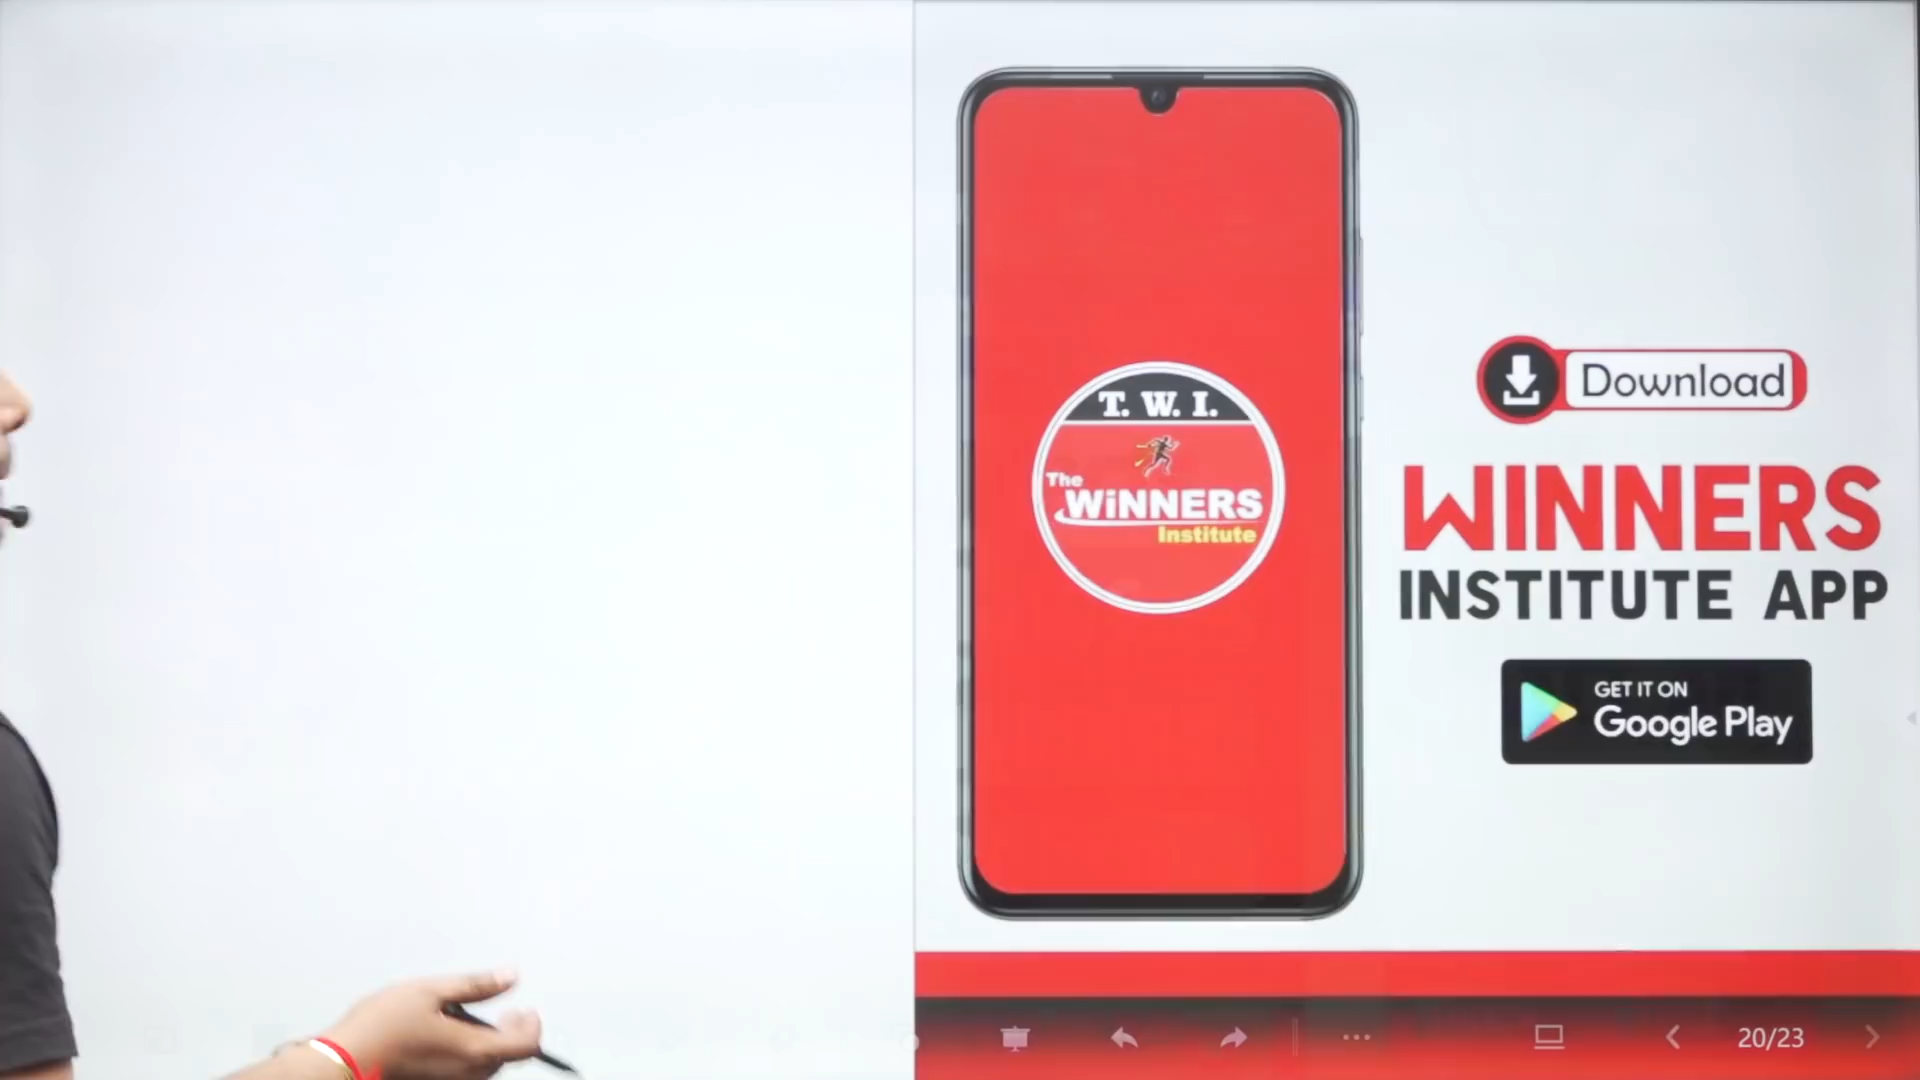 T. W. I.
The
WiNNERS
Institute
Download
WINNERS
INSTITUTE APP
GET IT ON
Google Play
20/23